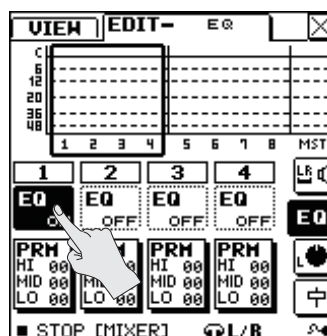 VIEW EDIT- EQ
C
6
12
20
36
48
1 2 3 4 5 6 7 8 MST
1 2 3 4
EQ EQ EQ EQ
OFF OFF OFF
EQ
PRM PRM PRM
HI 00 HI 00 HI 00
MID 00 MID 00 MID 00
LO 00 LO 00 LO 00 LO 00
STOP [MIXER] L/R